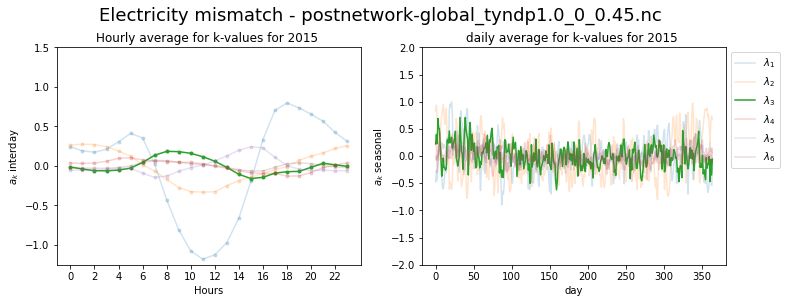 Electricity mismatch - postnetwork-global_tyndp1.0_0_0.45.nc
Hourly average for k-values for 2015
1.5
1.0
0.5
0.0
−0.5
−1.0
a_k interday
0 2 4 6 8 10 12 14 16 18 20 22
Hours
daily average for k-values for 2015
2.0
1.5
1.0
0.5
0.0
−0.5
−1.0
−1.5
−2.0
a_k seasonal
0 50 100 150 200 250 300 350
day
λ₁
λ₂
λ₃
λ₄
λ₅
λ₆